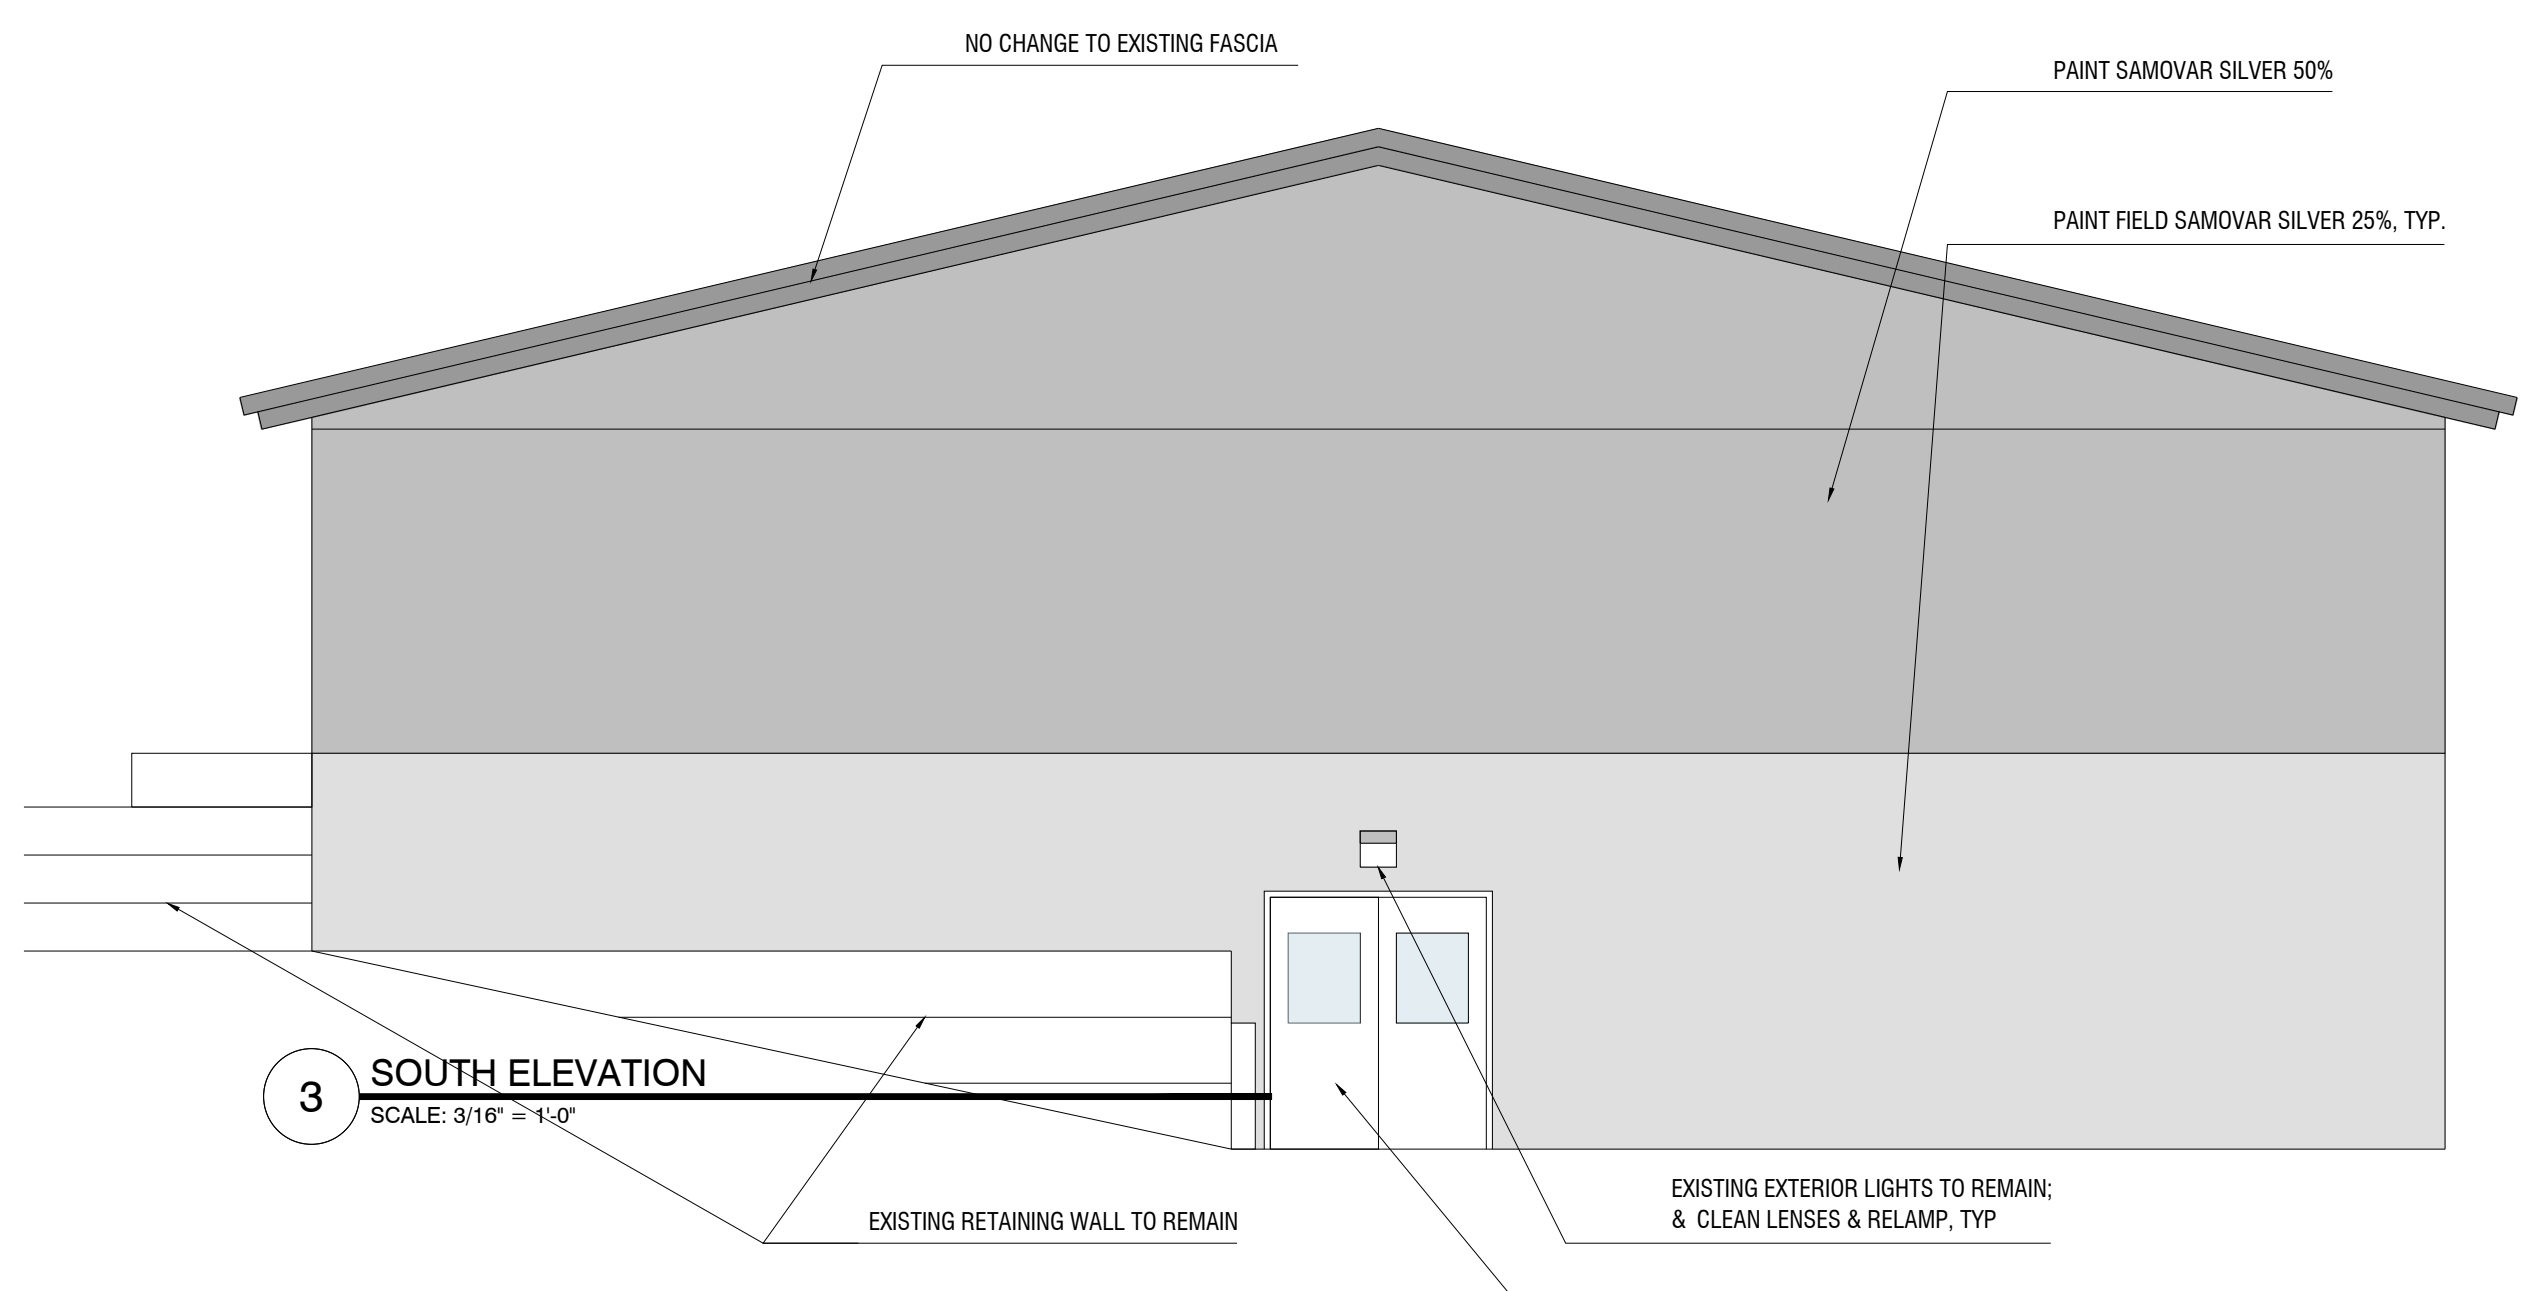 NO CHANGE TO EXISTING FASCIA
PAINT SAMOVAR SILVER 50%
PAINT FIELD SAMOVAR SILVER 25%, TYP.
3
SOUTH ELEVATION
SCALE: 3/16" = 1'-0"
EXISTING RETAINING WALL TO REMAIN
EXISTING EXTERIOR LIGHTS TO REMAIN;
& CLEAN LENSES & RELAMP, TYP